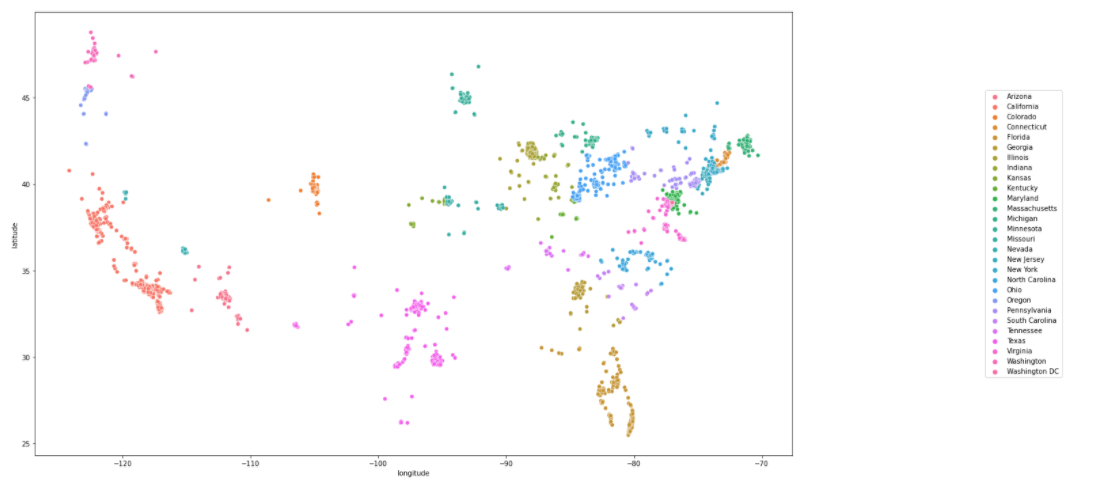 45
40
35
30
25
latitude
−120
−110
−100
−90
−80
−70
longitude
Arizona
California
Colorado
Connecticut
Florida
Georgia
Illinois
Indiana
Kansas
Kentucky
Maryland
Massachusetts
Michigan
Minnesota
Missouri
Nevada
New Jersey
New York
North Carolina
Ohio
Oregon
Pennsylvania
South Carolina
Tennessee
Texas
Virginia
Washington
Washington DC